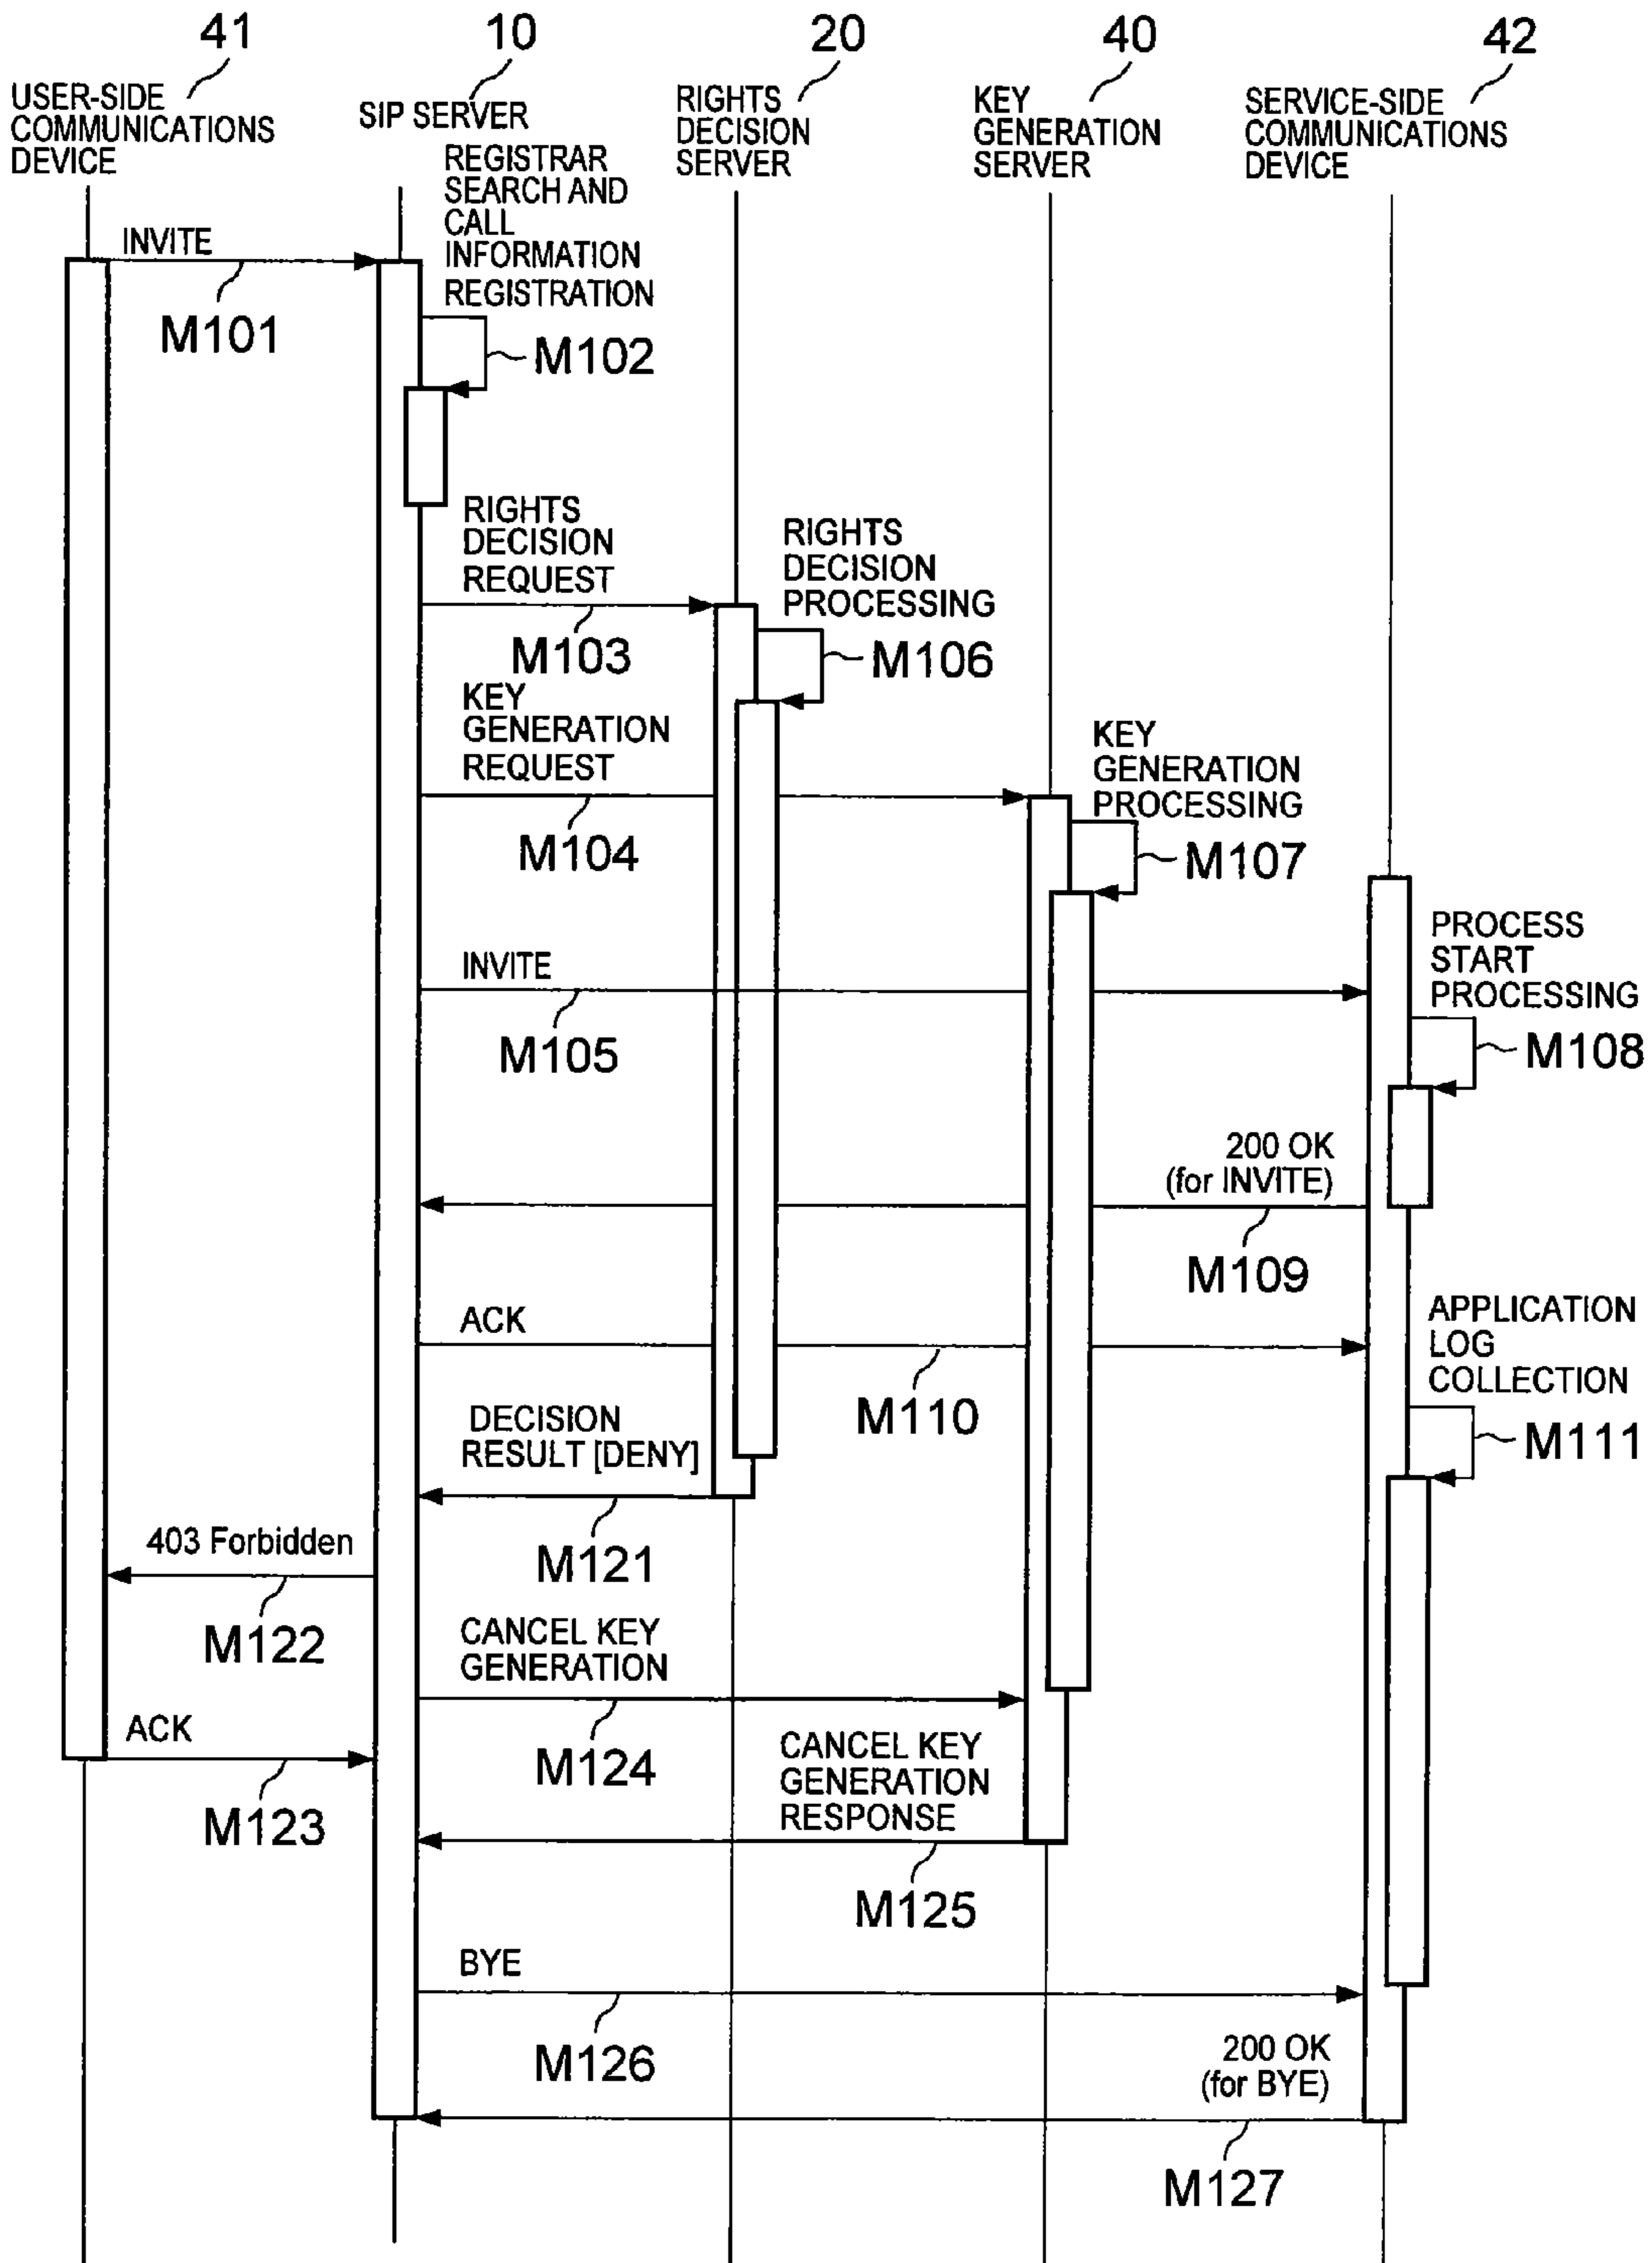 41
10
20
40
42
USER-SIDE
COMMUNICATIONS
DEVICE
SIP SERVER
RIGHTS
DECISION
SERVER
KEY
GENERATION
SERVER
SERVICE-SIDE
COMMUNICATIONS
DEVICE
REGISTRAR
SEARCH AND
CALL
INFORMATION
REGISTRATION
INVITE
M101
M102
RIGHTS
DECISION
REQUEST
M103
RIGHTS
DECISION
PROCESSING
M106
KEY
GENERATION
REQUEST
M104
KEY
GENERATION
PROCESSING
M107
INVITE
M105
PROCESS
START
PROCESSING
M108
200 OK
(for INVITE)
M109
ACK
M110
APPLICATION
LOG
COLLECTION
M111
DECISION
RESULT [DENY]
M121
403 Forbidden
M122
CANCEL KEY
GENERATION
M124
ACK
M123
CANCEL KEY
GENERATION
RESPONSE
M125
BYE
M126
200 OK
(for BYE)
M127